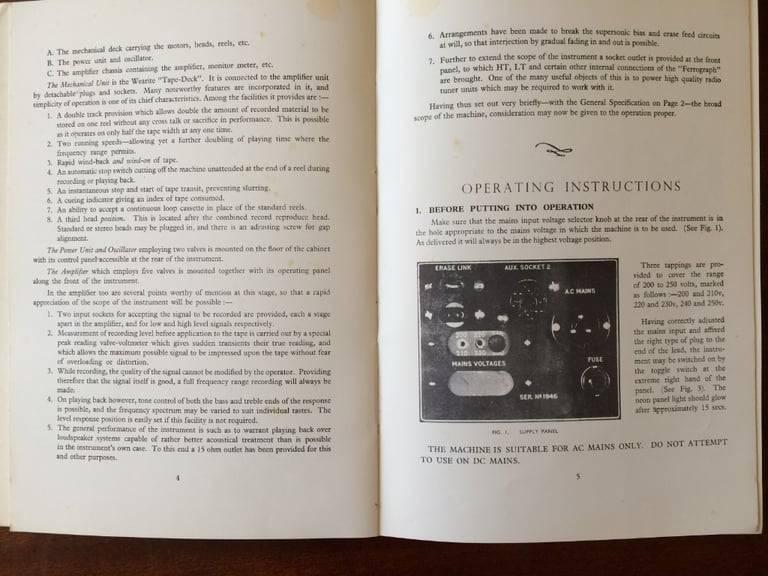 A. The mechanical deck carrying the motors, heads, reels, etc.
B. The power unit and oscillator.
C. The amplifier chassis containing the amplifier, monitor meter, etc.
The Mechanical Unit is the Wearite "Tape-Deck". It is connected to the amplifier unit
by detachable plugs and sockets. Many noteworthy features are incorporated in it, and
simplicity of operation is one of its chief characteristics. Among the facilities it provides are :—
1. A double track provision which allows double the amount of recorded material to be
stored on one reel without any cross talk or sacrifice in performance. This is possible
as it operates on only half the tape width at any one time.
2. Two running speeds—allowing yet a further doubling of playing time where the
frequency range permits.
3. Rapid wind-back and wind-on of tape.
4. An automatic stop switch cutting off the machine unattended at the end of a reel during
recording or playing back.
5. An instantaneous stop and start of tape transit, preventing slurring.
6. A cueing indicator giving an index of tape consumed.
7. An ability to accept a continuous loop cassette in place of the standard reels.
8. A third head position. This is located after the combined record reproduce head.
Standard or stereo heads may be plugged in, and there is an adjusting screw for gap
alignment.
The Power Unit and Oscillator employing two valves is mounted on the floor of the cabinet
with its control panel accessible at the rear of the instrument.
The Amplifier which employs five valves is mounted together with its operating panel
along the front of the instrument.
In the amplifier too are several points worthy of mention at this stage, so that a rapid
appreciation of the scope of the instrument will be possible :—
1. Two input sockets for accepting the signal to be recorded are provided, each a stage
apart in the amplifier, and for low and high level signals respectively.
2. Measurement of recording level before application to the tape is carried out by a special
peak reading valve-voltmeter which gives sudden transients their true reading, and
which allows the maximum possible signal to be impressed upon the tape without fear
of overloading or distortion.
3. While recording, the quality of the signal cannot be modified by the operator. Providing
therefore that the signal itself is good, a full frequency range recording will always be
made.
4. On playing back however, tone control of both the bass and treble ends of the response
is possible, and the frequency spectrum may be varied to suit individual tastes. The
level response position is easily set if this facility is not required.
5. The general performance of the instrument is such as to warrant playing back over
loudspeaker systems capable of rather better acoustical treatment than is possible
in the instrument's own case. To this end a 15 ohm outlet has been provided for this
and other purposes.
4
6. Arrangements have been made to break the supersonic bias and erase feed circuits
at will, so that interjection by gradual fading in and out is possible.
7. Further to extend the scope of the instrument a socket outlet is provided at the front
panel, to which HT, LT and certain other internal connections of the "Ferrograph"
are brought. One of the many useful objects of this is to power high quality radio
tuner units which may be required to work with it.
Having thus set out very briefly—with the General Specification on Page 2—the broad
scope of the machine, consideration may now be given to the operation proper.
OPERATING INSTRUCTIONS
1. BEFORE PUTTING INTO OPERATION
Make sure that the mains input voltage selector knob at the rear of the instrument is in
the hole appropriate to the mains voltage in which the machine is to be used. (See Fig. 1).
As delivered it will always be in the highest voltage position.
ERASE LINK
AUX. SOCKET 2
A.C MAINS
210 230
MAINS VOLTAGES
FUSE
SER. Nº 1946
FIG. 1. SUPPLY PANEL
Three tappings are pro-
vided to cover the range
of 200 to 250 volts, marked
as follows :—200 and 210v,
220 and 230v, 240 and 250v.
Having correctly adjusted
the mains input and affixed
the right type of plug to the
end of the lead, the instru-
ment may be switched on by
the toggle switch at the
extreme right hand of the
panel. (See Fig. 3). The
neon panel light should glow
after approximately 15 secs.
THE MACHINE IS SUITABLE FOR AC MAINS ONLY. DO NOT ATTEMPT
TO USE ON DC MAINS.
5